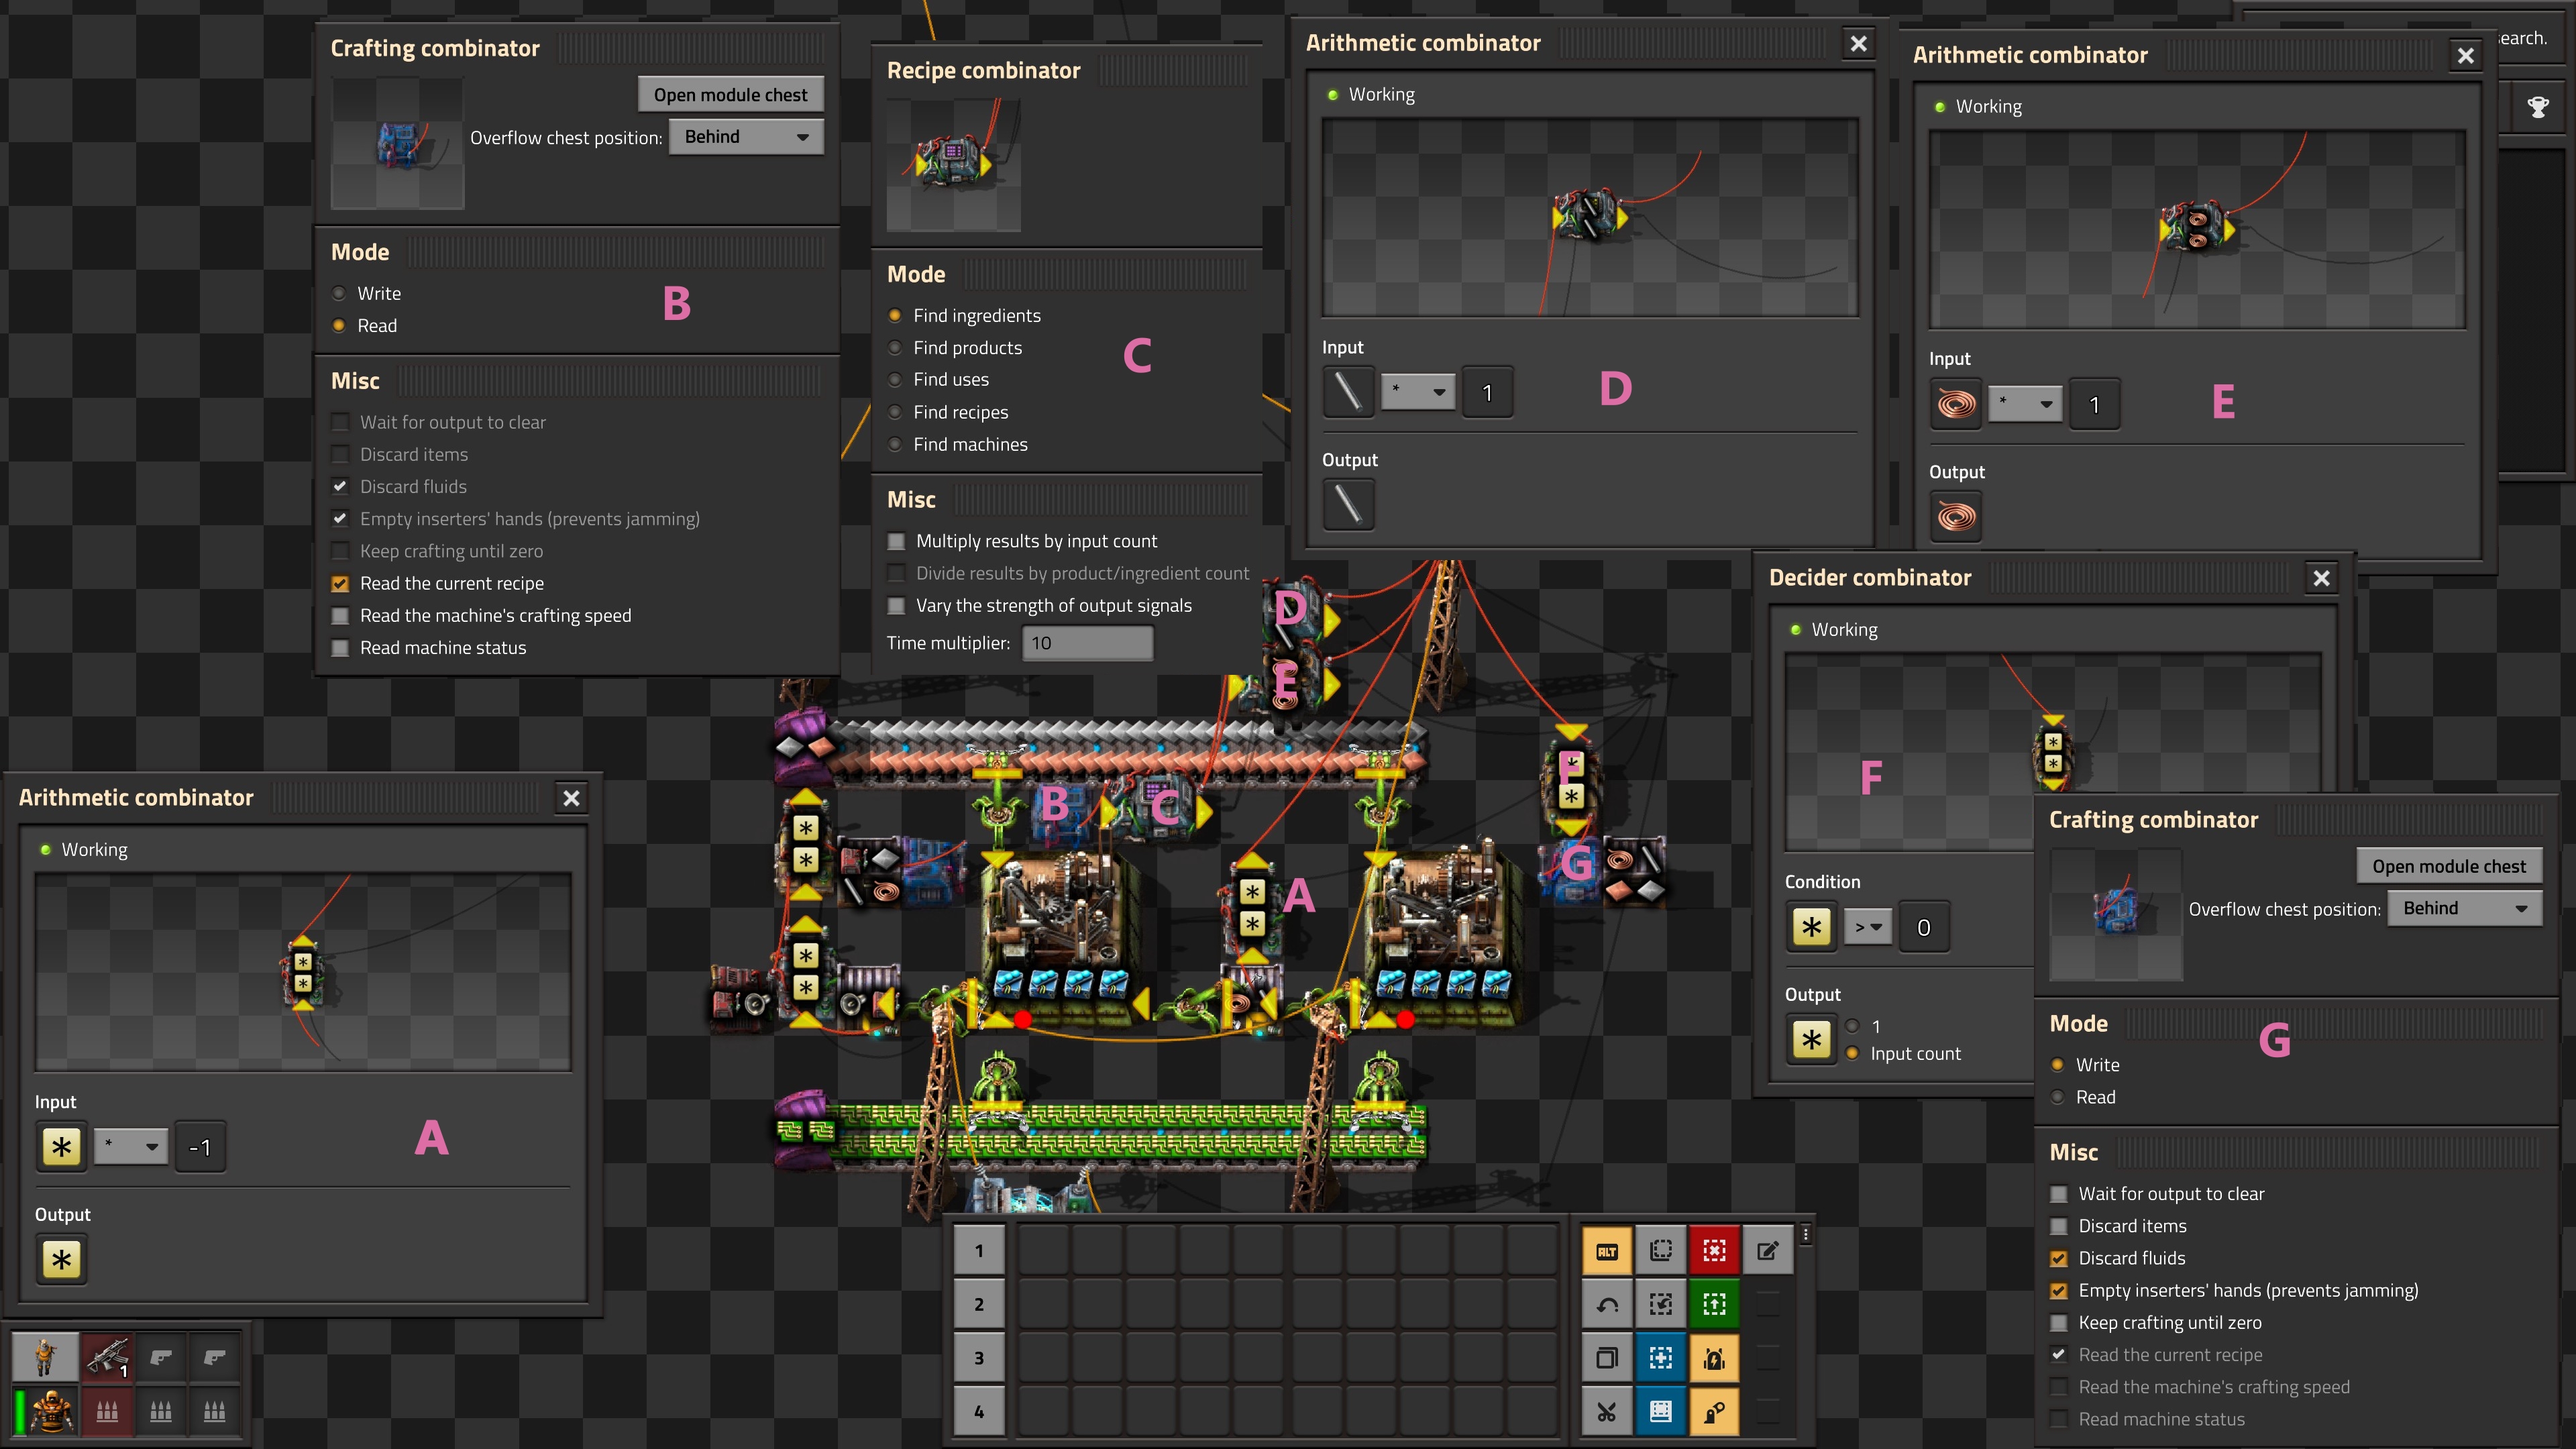 Crafting combinator
Open module chest
Overflow chest position:
Behind
Mode
Write
Read
B
Misc
Wait for output to clear
Discard items
Discard fluids
Empty inserters' hands (prevents jamming)
Keep crafting until zero
Read the current recipe
Read the machine's crafting speed
Read machine status
Recipe combinator
Mode
Find ingredients
Find products
Find uses
Find recipes
Find machines
C
Misc
Multiply results by input count
Divide results by product/ingredient count
Vary the strength of output signals
Time multiplier:
10
Arithmetic combinator
Working
Input
* 1
D
Output
Arithmetic combinator
Working
Input
* 1
E
Output
earch.
D
E
B
C
A
F
G
Decider combinator
Working
F
Condition
* > 0
Output
* 1
Input count
Arithmetic combinator
Working
Input
* * -1
A
Output
*
Crafting combinator
Open module chest
Overflow chest position:
Behind
Mode
Write
Read
G
Misc
Wait for output to clear
Discard items
Discard fluids
Empty inserters' hands (prevents jamming)
Keep crafting until zero
Read the current recipe
Read the machine's crafting speed
Read machine status
1
1
2
3
4
ALT